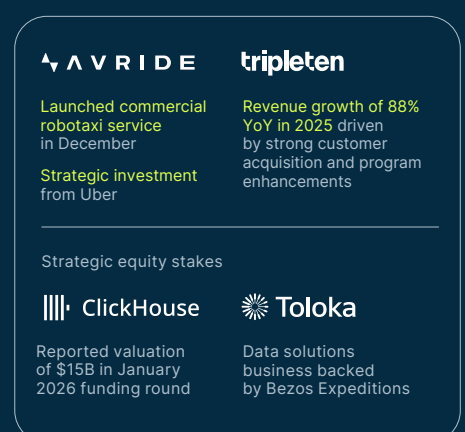 AVRIDE
Launched commercial
robotaxi service
in December
Strategic investment
from Uber
tripleten
Revenue growth of 88%
YoY in 2025 driven
by strong customer
acquisition and program
enhancements
Strategic equity stakes
ClickHouse
Reported valuation
of $15B in January
2026 funding round
Toloka
Data solutions
business backed
by Bezos Expeditions